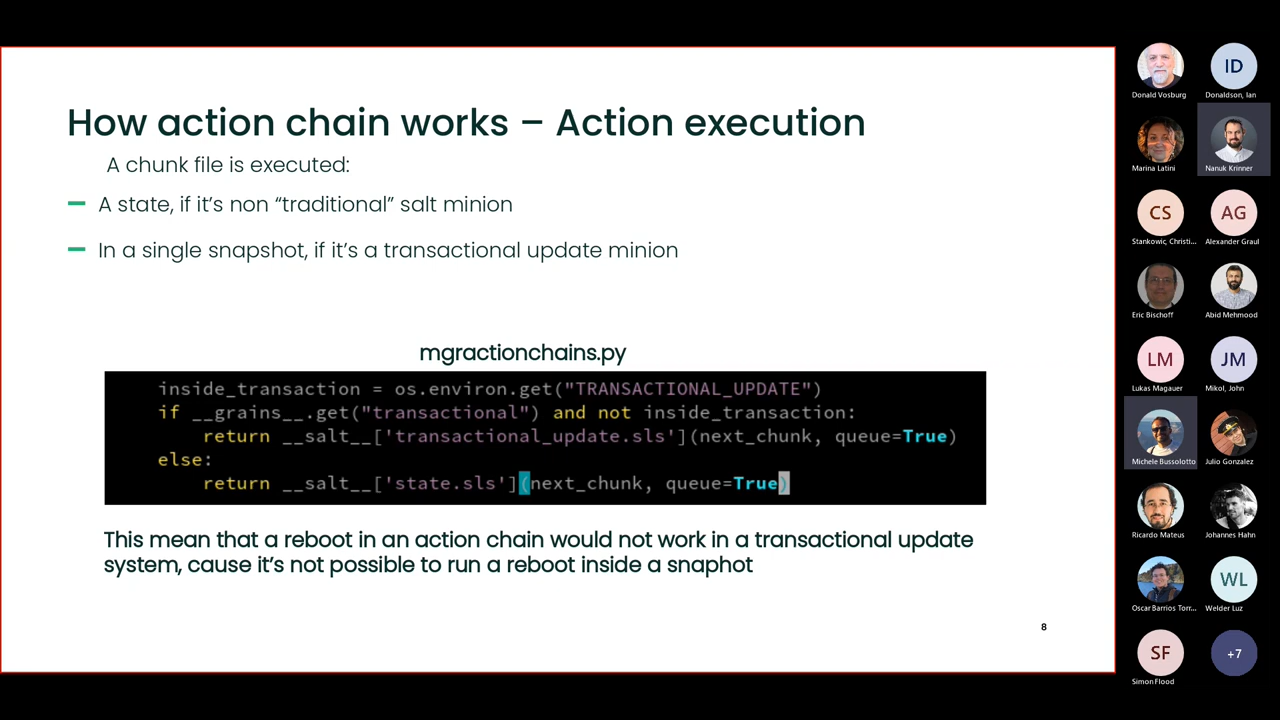 How action chain works – Action execution
A chunk file is executed:
A state, if it's non “traditional” salt minion
In a single snapshot, if it's a transactional update minion
mgractionchains.py
inside_transaction = os.environ.get("TRANSACTIONAL_UPDATE")
if __grains__.get("transactional") and not inside_transaction:
return __salt__['transactional_update.sls'](next_chunk, queue=True)
else:
return __salt__['state.sls'](next_chunk, queue=True)
This mean that a reboot in an action chain would not work in a transactional update
system, cause it's not possible to run a reboot inside a snaphot
8
Donald Vosburg
ID
Donaldson, Ian
Marina Latini
Nanuk Krinner
CS
Stankowic, Christi...
AG
Alexander Graul
Eric Bischoff
Abid Mehmood
LM
Lukas Magauer
JM
Mikol, John
Michele Bussolotto
Julio Gonzalez
Ricardo Mateus
Johannes Hahn
Oscar Barrios Torr...
WL
Welder Luz
SF
Simon Flood
+7